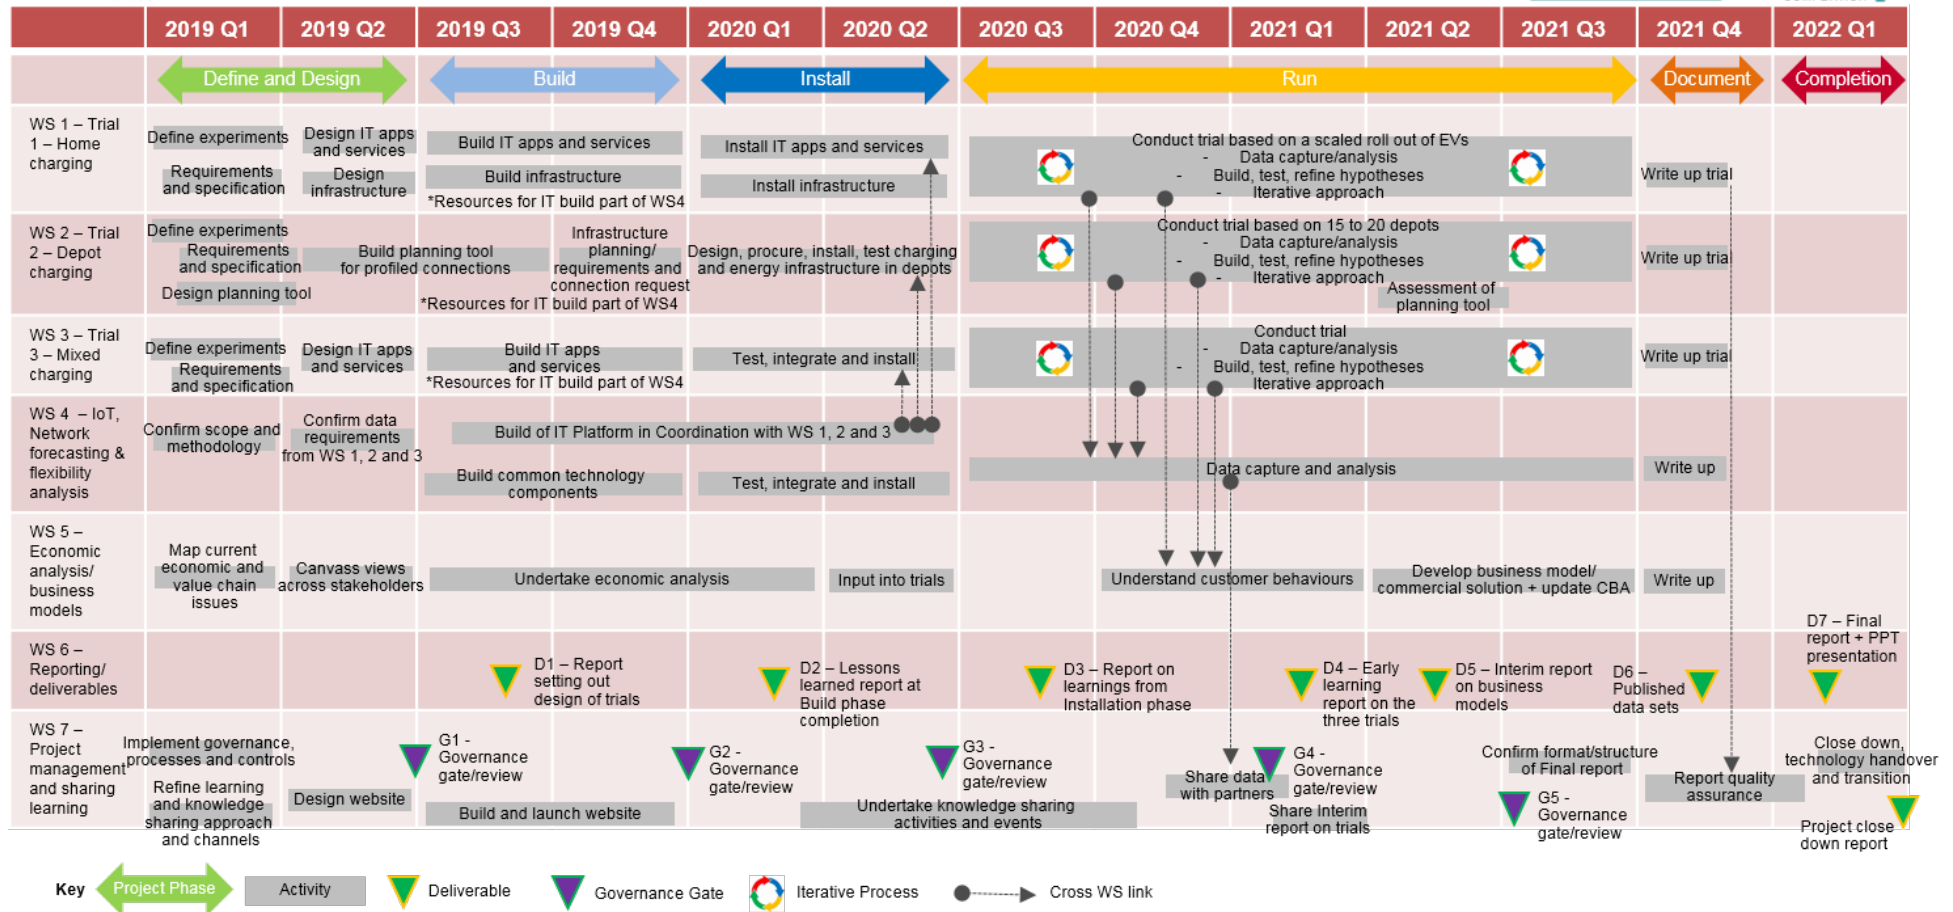 2019 Q1
2019 Q2
2019 Q3
2019 Q4
2020 Q1
2020 Q2
2020 Q3
2020 Q4
2021 Q1
2021 Q2
2021 Q3
2021 Q4
2022 Q1
Define and Design
Build
Install
Run
Document
Completion
WS 1 – Trial
1 – Home
charging
Define experiments
Requirements
and specification
Design IT apps
and services
Design
infrastructure
Build IT apps and services
Build infrastructure
*Resources for IT build part of WS4
Install IT apps and services
Install infrastructure
Conduct trial based on a scaled roll out of EVs
- Data capture/analysis
- Build, test, refine hypotheses
- Iterative approach
Write up trial
WS 2 – Trial
2 – Depot
charging
Define experiments
Requirements
and specification
Design planning tool
Build planning tool
for profiled connections
Infrastructure
planning/
requirements and
connection request
*Resources for IT build part of WS4
Design, procure, install, test charging
and energy infrastructure in depots
Conduct trial based on 15 to 20 depots
- Data capture/analysis
- Build, test, refine hypotheses
- Iterative approach
Assessment of
planning tool
Write up trial
WS 3 – Trial
3 – Mixed
charging
Define experiments
Requirements
and specification
Design IT apps
and services
Build IT apps
and services
*Resources for IT build part of WS4
Test, integrate and install
Conduct trial
- Data capture/analysis
- Build, test, refine hypotheses
Iterative approach
Write up trial
WS 4 – IoT,
Network
forecasting &
flexibility
analysis
Confirm scope and
methodology
Confirm data
requirements
from WS 1, 2 and 3
Build of IT Platform in Coordination with WS 1, 2 and 3
Build common technology
components
Test, integrate and install
Data capture and analysis
Write up
WS 5 –
Economic
analysis/
business
models
Map current
economic and
value chain
issues
Canvass views
across stakeholders
Undertake economic analysis
Input into trials
Understand customer behaviours
Develop business model/
commercial solution + update CBA
Write up
WS 6 –
Reporting/
deliverables
D1 – Report
setting out
design of trials
D2 – Lessons
learned report at
Build phase
completion
D3 – Report on
learnings from
Installation phase
D4 – Early
learning
report on the
three trials
D5 – Interim report
on business
models
D6 –
Published
data sets
D7 – Final
report + PPT
presentation
WS 7 –
Project
management
and sharing
learning
Implement governance,
processes and controls
Refine learning
and knowledge
sharing approach
and channels
Design website
G1 -
Governance
gate/review
Build and launch website
G2 -
Governance
gate/review
Undertake knowledge sharing
activities and events
G3 -
Governance
gate/review
Share data
with partners
G4 -
Governance
gate/review
Share Interim
report on trials
Confirm format/structure
of Final report
G5 -
Governance
gate/review
Report quality
assurance
Close down,
technology handover
and transition
Project close
down report
Key
Project Phase
Activity
Deliverable
Governance Gate
Iterative Process
Cross WS link